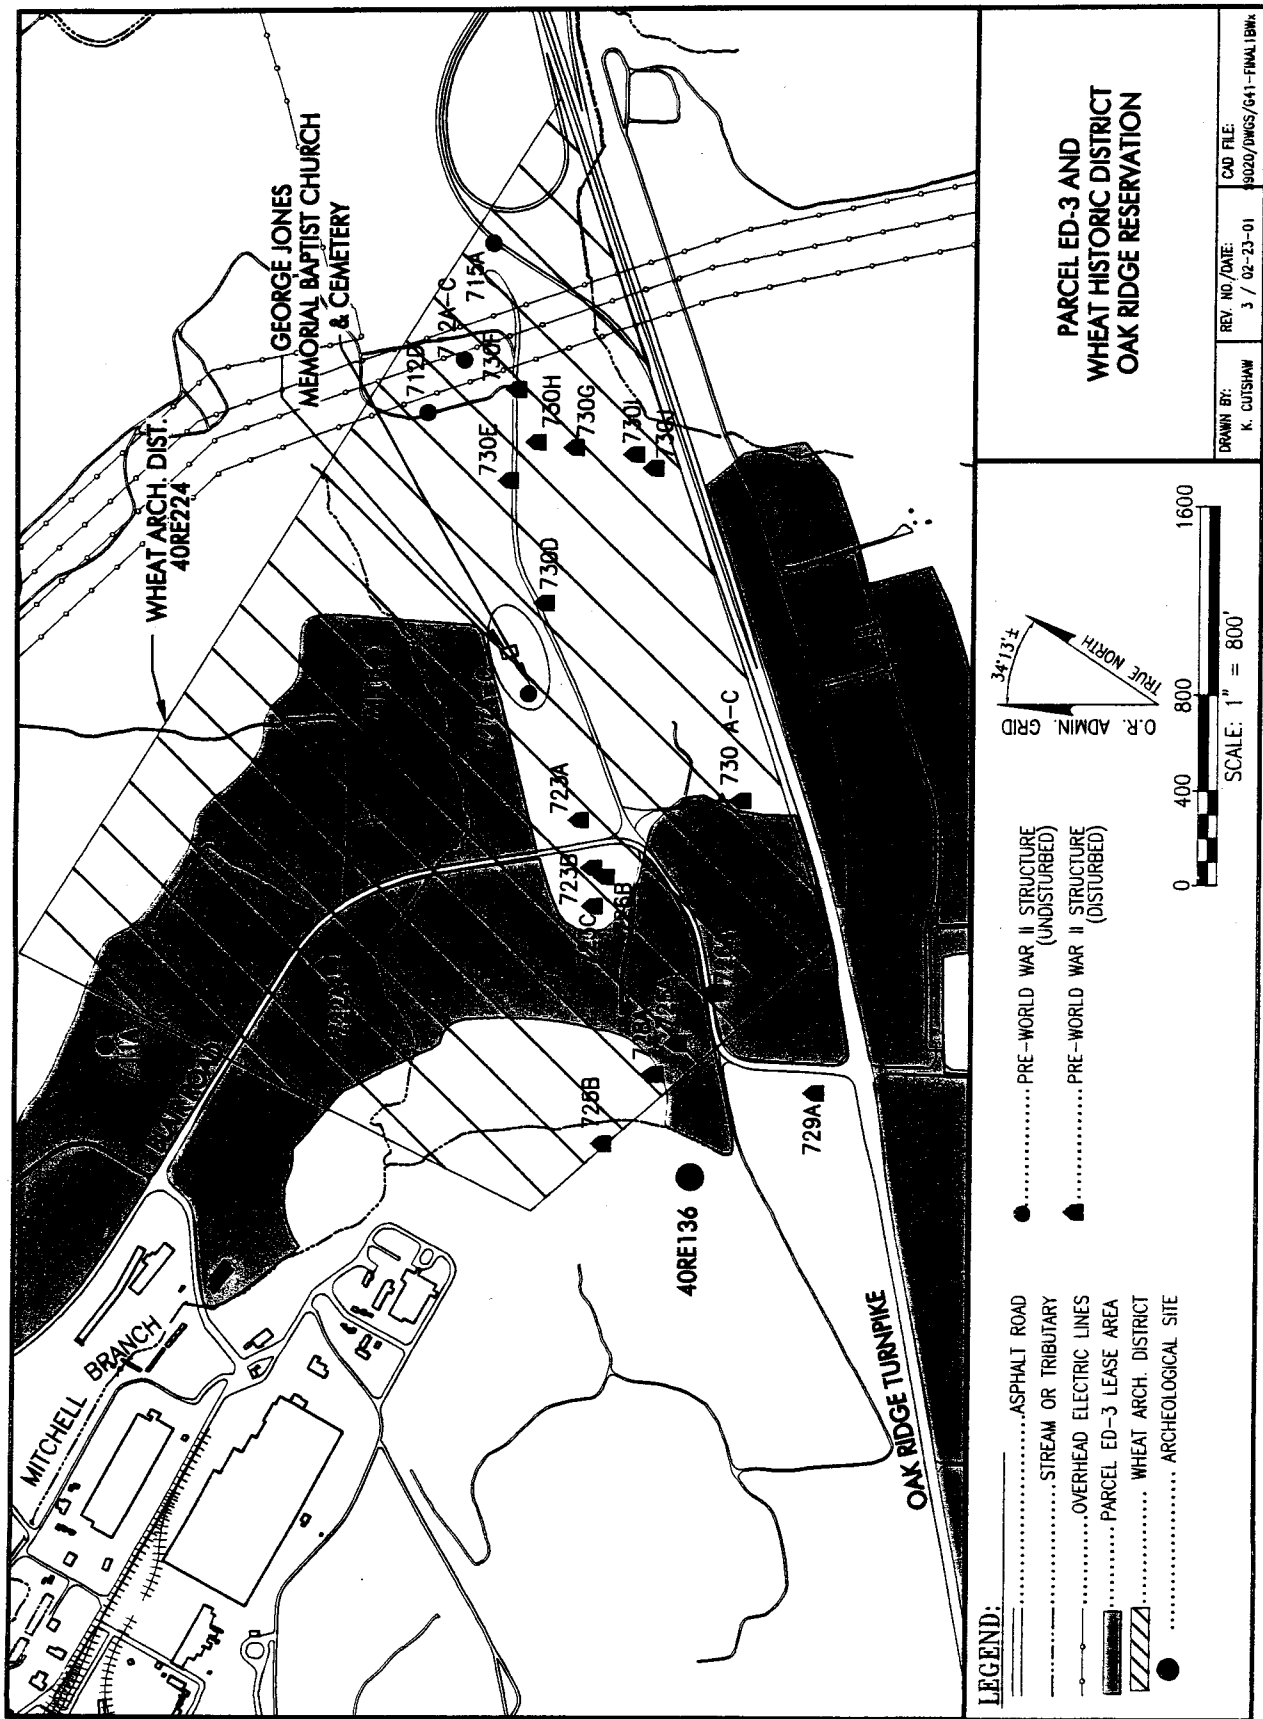 WHEAT ARCH. DIST.
40RE224
GEORGE JONES
MEMORIAL BAPTIST CHURCH
& CEMETERY
MITCHELL BRANCH
712D
715A
730E
730H
730G
730D
723A
723B
730 A-C
725B
729A
40RE136
OAK RIDGE TURNPIKE
LEGEND:
ASPHALT ROAD
STREAM OR TRIBUTARY
OVERHEAD ELECTRIC LINES
PARCEL ED-3 LEASE AREA
WHEAT ARCH. DISTRICT
ARCHEOLOGICAL SITE
PRE-WORLD WAR II STRUCTURE
(UNDISTURBED)
PRE-WORLD WAR II STRUCTURE
(DISTURBED)
O.R. ADMIN. GRID
34°13'±
TRUE NORTH
0 400 800 1600
SCALE: 1" = 800'
PARCEL ED-3 AND
WHEAT HISTORIC DISTRICT
OAK RIDGE RESERVATION
DRAWN BY:
K. CUTSHAW
REV. NO./DATE:
3 / 02-23-01
CAD FILE:
99020/DWGS/G41-FINAL1BWx